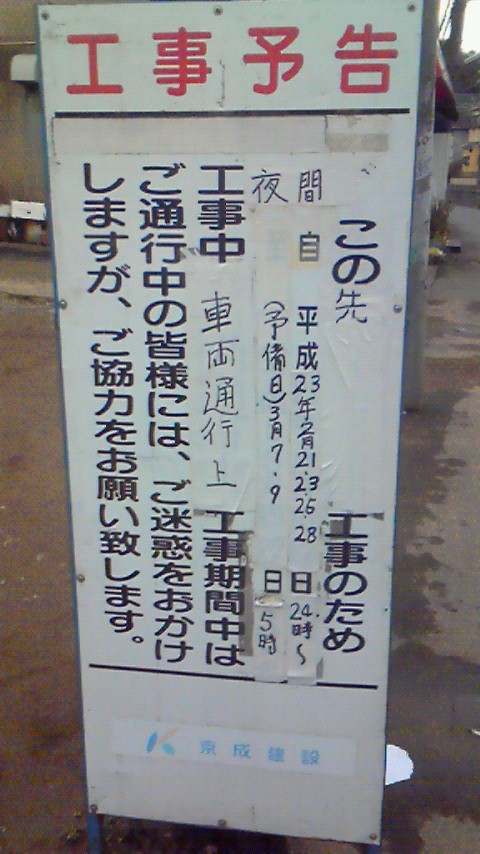 工事予告
この先 工事のため
夜間 自 平成23年2月21.23 25.28 日 24時〜
(予備日)3月7.9 日 5時
工事中 車両通行上 工事期間中は
ご通行中の皆様には、ご迷惑をおかけ
しますが、ご協力をお願い致します。
京成建設